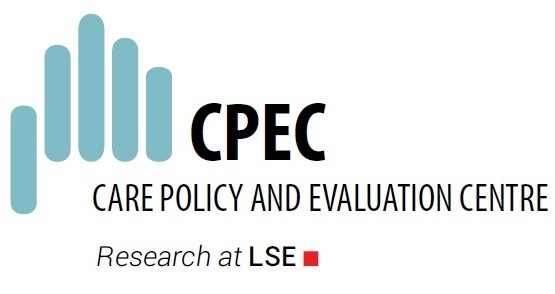 CPEC
CARE POLICY AND EVALUATION CENTRE
Research at LSE